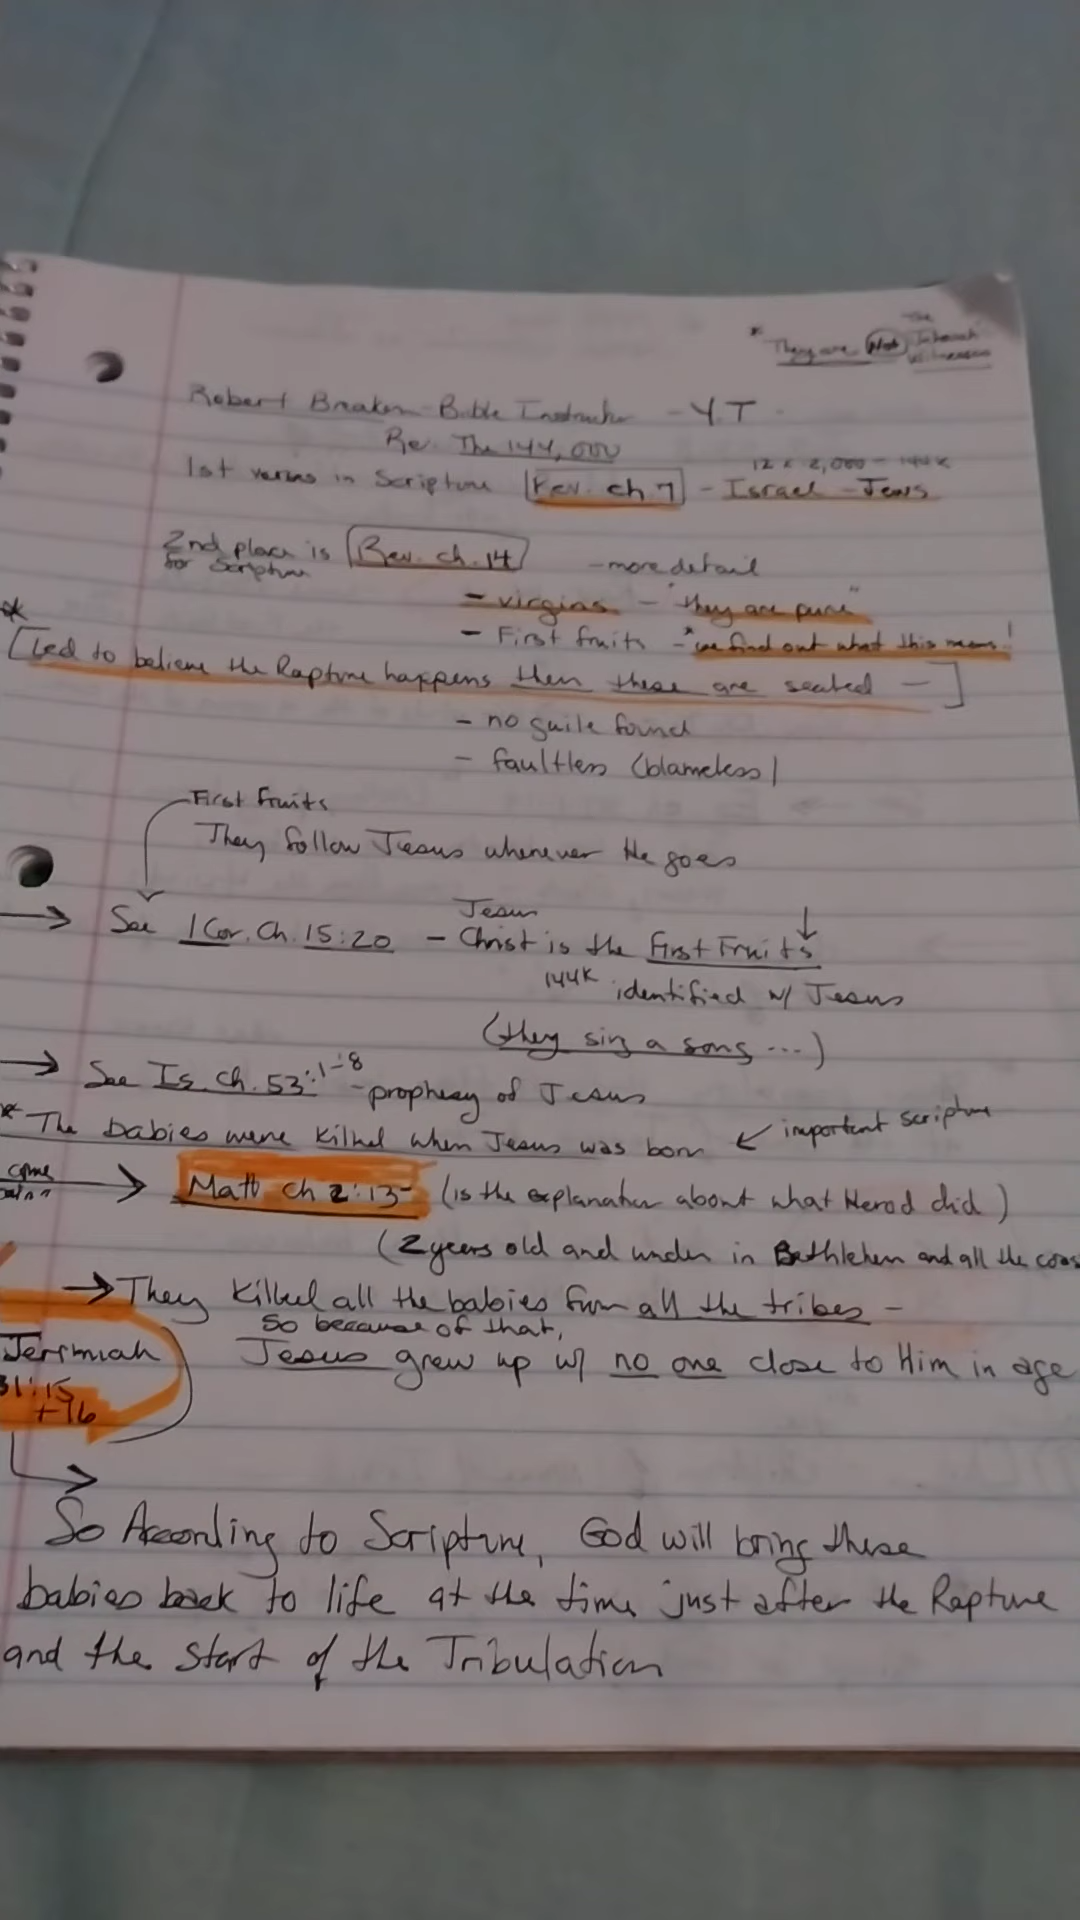 * They are Not The Jehovah Witnesses
Robert Breaker Bible Instructor - Y.T
Re: The 144,000
12 x 2,000 - 144K
1st verses in Scripture Rev. ch 7 - Israel - Jews
2nd place is Rev. ch. 14 - more detail
for Scripture
- virgins - "they are pure"
* - First fruits - *we find out what this means!
[Led to believe the Rapture happens then these are sealed - ]
- no guile found
- faultless (blameless)
First fruits
They follow Jesus whenever He goes
Jesus
→ See 1 Cor. Ch. 15:20 - Christ is the First Fruits
144K identified w/ Jesus
(they sing a song ...)
→ See Is. Ch. 53:1-8 - prophesy of Jesus
* The babies were killed when Jesus was born ← important scripture
come → Matt ch 2:13- (is the explanation about what Herod did)
(2 years old and under in Bethlehem and all the coas
→ They killed all the babies from all the tribes -
So because of that,
Jerimiah Jesus grew up w/ no one close to Him in age
31:15
+ 16
→
So According to Scripture, God will bring these
babies back to life at the time just after the Rapture
and the start of the Tribulation